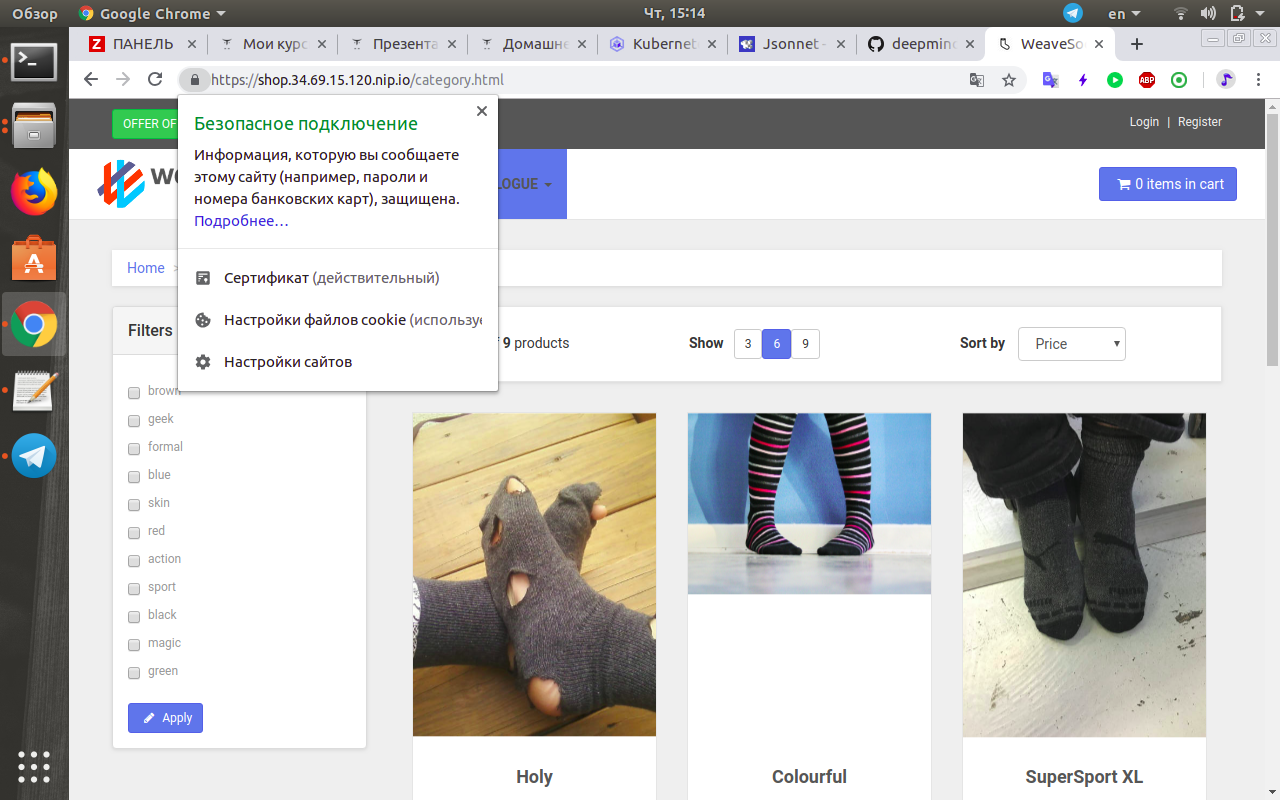 Обзор Google Chrome Чт, 15:14 en
ПАНЕЛЬ Мои курс Презента Домашне Kubernet Jsonnet - deepmind WeaveSo
https://shop.34.69.15.120.nip.io/category.html
ABP
OFFER OF Login | Register
Безопасное подключение
Информация, которую вы сообщаете
этому сайту (например, пароли и
номера банковских карт), защищена.
Подробнее…
LOGUE 0 items in cart
Сертификат (действительный)
Настройки файлов cookie (использує
Настройки сайтов
Home >
Filters
9 products Show 3 6 9 Sort by Price
brown
geek
formal
blue
skin
red
action
sport
black
magic
green
Apply
Holy Colourful SuperSport XL